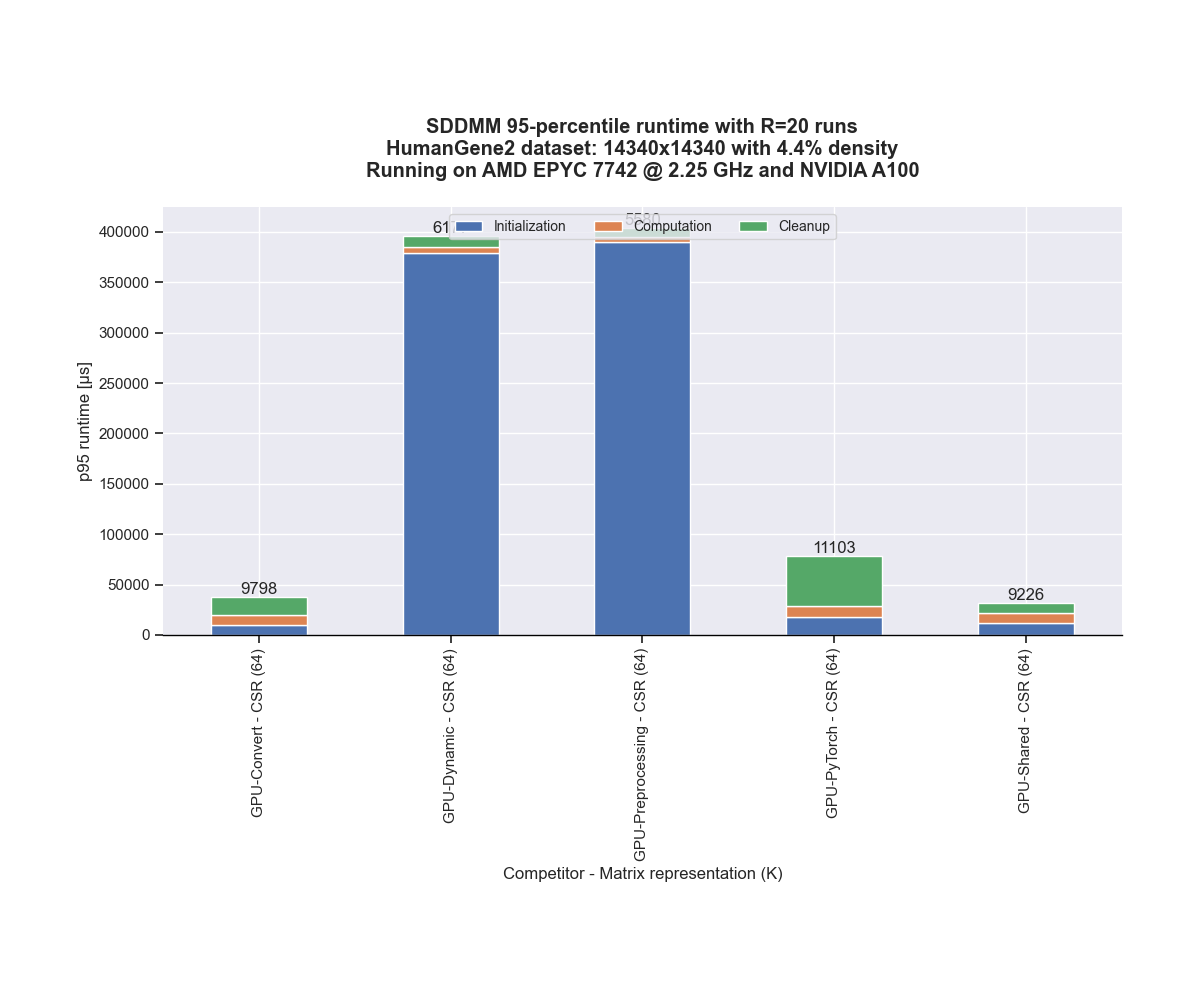 SDDMM 95-percentile runtime with R=20 runs
HumanGene2 dataset: 14340x14340 with 4.4% density
Running on AMD EPYC 7742 @ 2.25 GHz and NVIDIA A100
Initialization Computation Cleanup
5580
400000
350000
300000
250000
200000
150000
100000
50000
0
p95 runtime [µs]
9798
11103
9226
GPU-Convert - CSR (64)
GPU-Dynamic - CSR (64)
GPU-Preprocessing - CSR (64)
GPU-PyTorch - CSR (64)
GPU-Shared - CSR (64)
Competitor - Matrix representation (K)